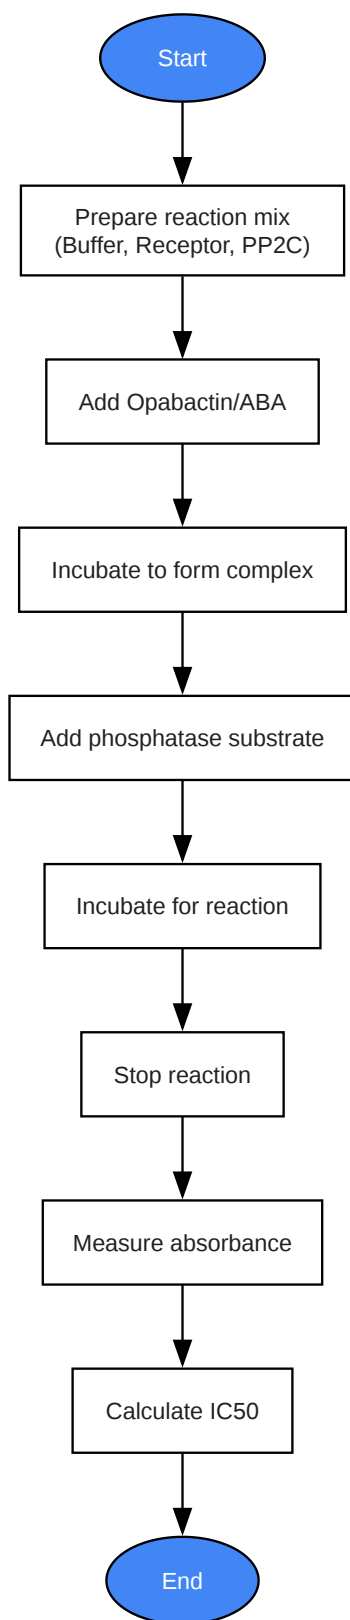 Start
Prepare reaction mix
(Buffer, Receptor, PP2C)
Add Opabactin/ABA
Incubate to form complex
Add phosphatase substrate
Incubate for reaction
Stop reaction
Measure absorbance
Calculate IC50
End